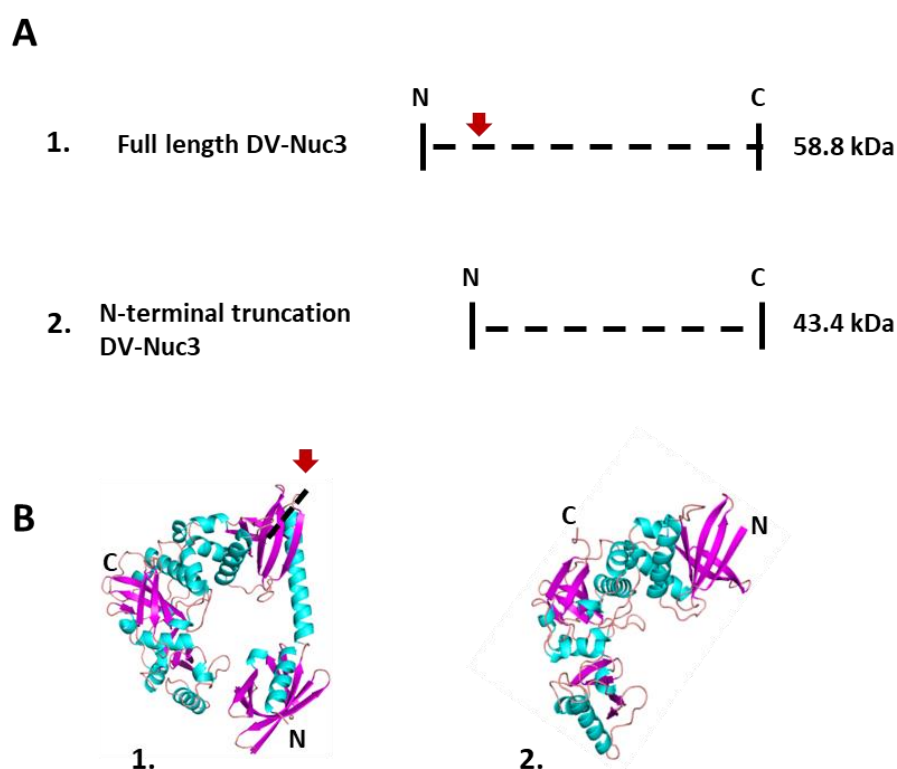 A
N C
1. Full length DV-Nuc3 58.8 kDa
N C
2. N-terminal truncation
DV-Nuc3
43.4 kDa
B
C
N
1.
C
N
2.